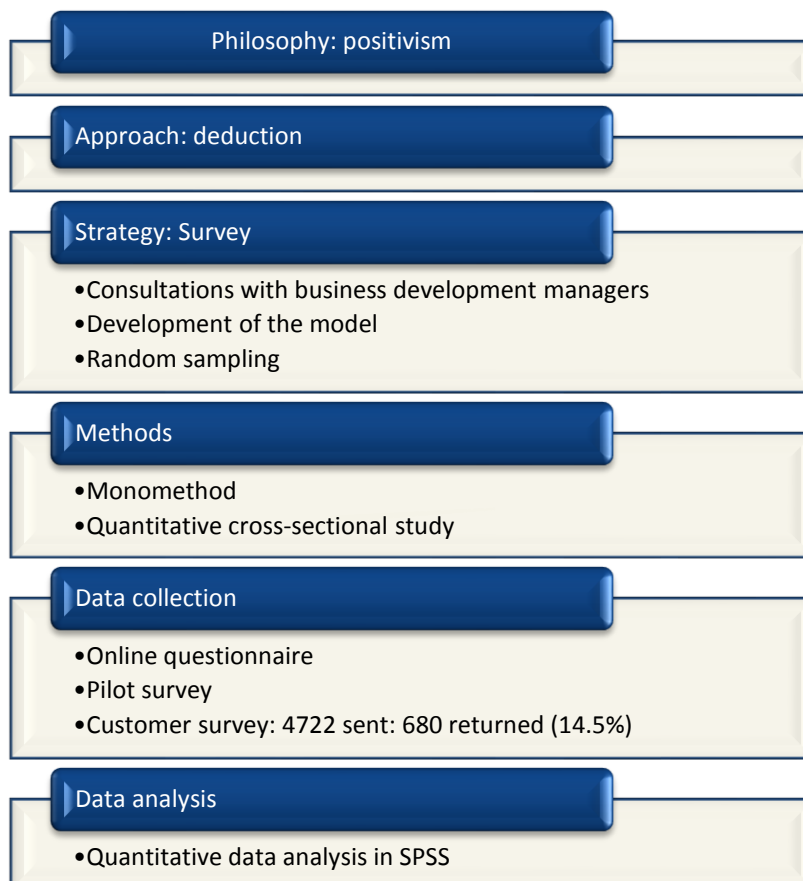 Philosophy: positivism
Approach: deduction
Strategy: Survey
•Consultations with business development managers
•Development of the model
•Random sampling
Methods
•Monomethod
•Quantitative cross-sectional study
Data collection
•Online questionnaire
•Pilot survey
•Customer survey: 4722 sent: 680 returned (14.5%)
Data analysis
•Quantitative data analysis in SPSS